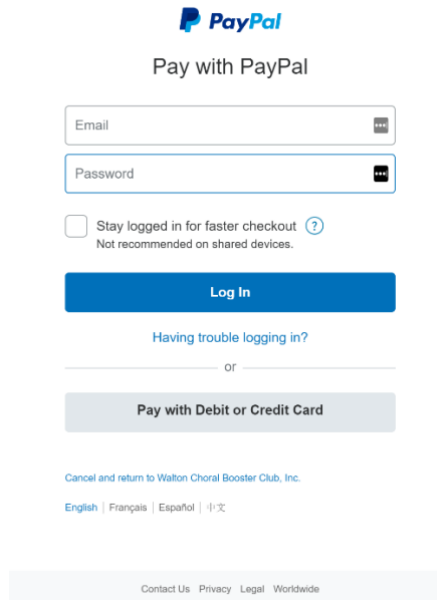 PayPal
Pay with PayPal
Email
Password
Stay logged in for faster checkout ?
Not recommended on shared devices.
Log In
Having trouble logging in?
or
Pay with Debit or Credit Card
Cancel and return to Walton Choral Booster Club, Inc.
English | Français | Español | 中文
Contact Us Privacy Legal Worldwide